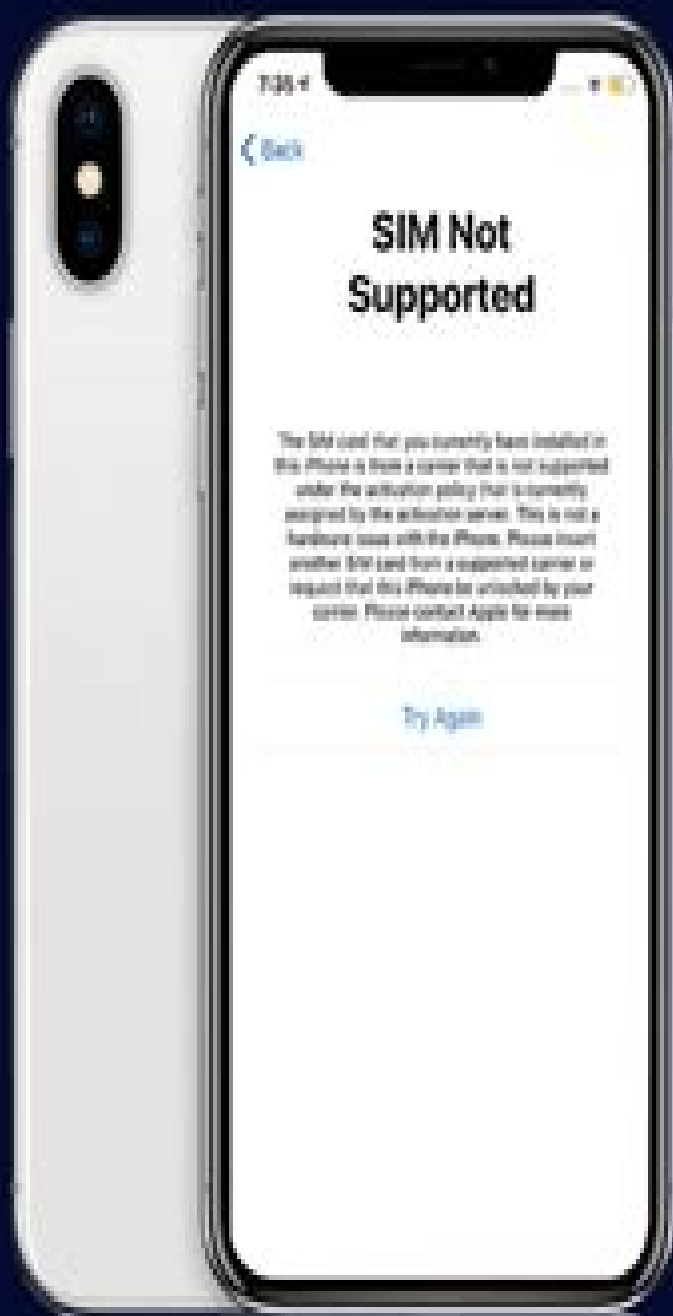 7:35
Back
SIM Not
Supported
The SIM card that you currently have installed in
this iPhone is from a carrier that is not supported
under the activation policy that is currently
assigned by the activation server. This is not a
hardware issue with the iPhone. Please insert
another SIM card from a supported carrier or
request that this iPhone be unlocked by your
carrier. Please contact Apple for more
information.
Try Again